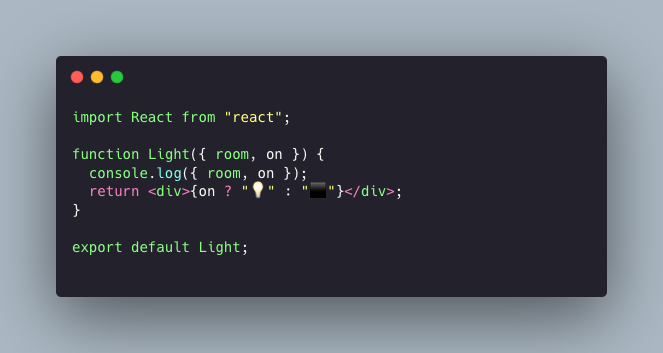 import React from "react";
function Light({ room, on }) {
  console.log({ room, on });
  return <div>{on ? "💡" : "⬛"}</div>;
}
export default Light;